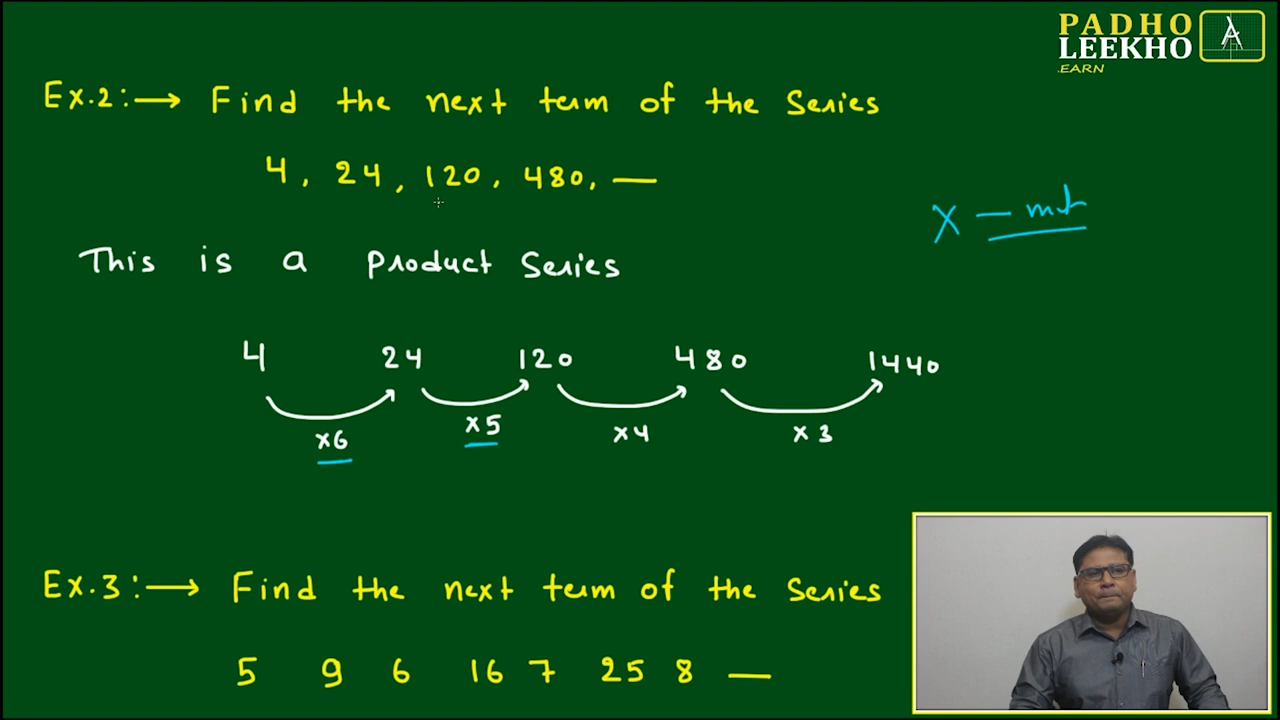 PADHO
LEEKHO
.EARN
Ex.2:→ Find the next term of the Series
4, 24, 120, 480, —
X —
This is a Product Series
4 24 120 480 1440
×6 ×5 ×4 ×3
Ex.3:→ Find the next term of the Series
5 9 6 16 7 25 8 —